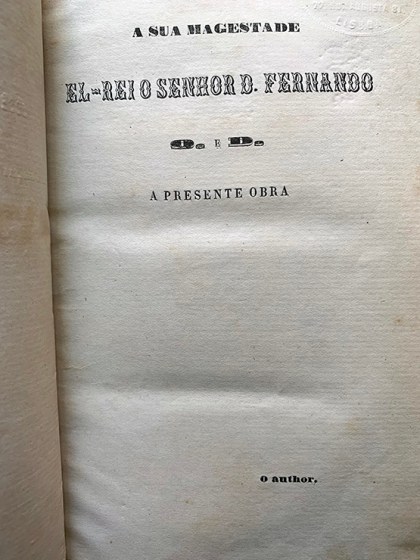 A SUA MAGESTADE
EL-REI O SENHOR D. FERNANDO
O. E D.
A PRESENTE OBRA
O author.